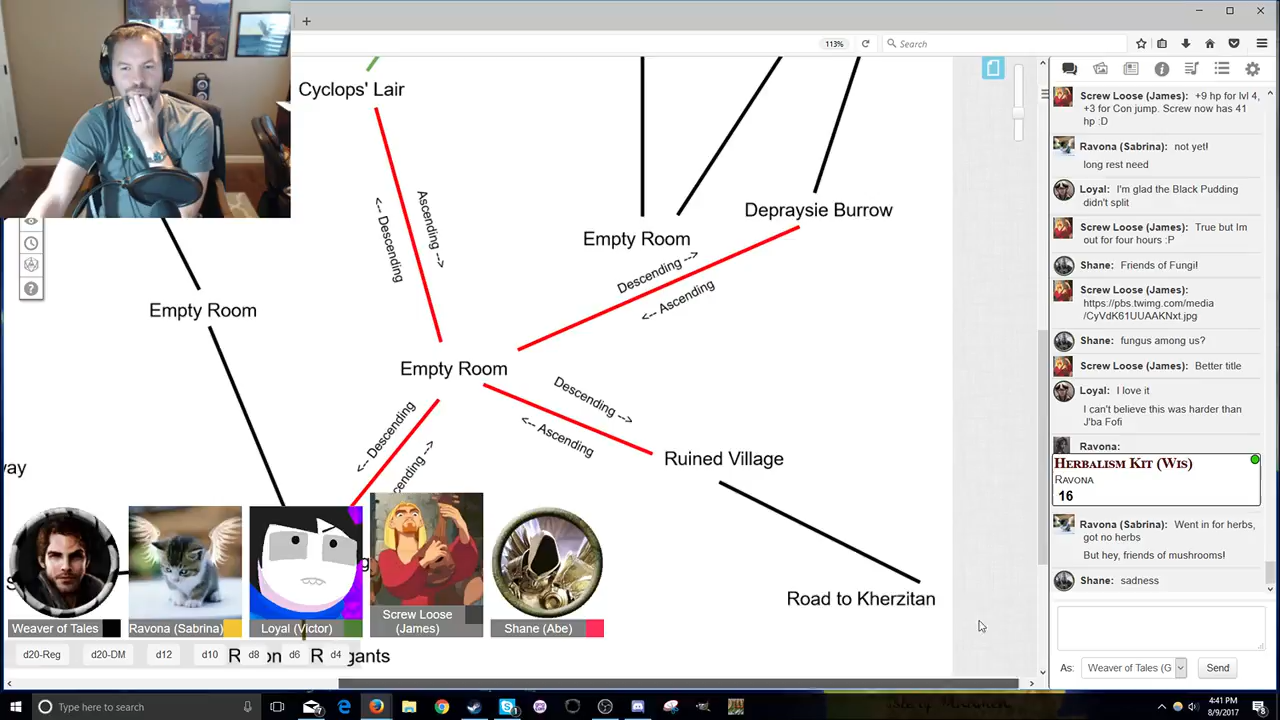 113%
Search
Cyclops' Lair
<-- Descending
Ascending -->
Depraysie Burrow
Empty Room
Descending -->
<-- Ascending
Empty Room
Empty Room
Descending -->
<-- Ascending
<-- Descending
Ruined Village
way
Road to Kherzitan
Weaver of Tales
Ravona (Sabrina)
Loyal (Victor)
Screw Loose
(James)
Shane (Abe)
d20-Reg
d20-DM
d12
d10
d8
d6
d4
gants
Screw Loose (James): +9 hp for lvl 4,
+3 for Con jump. Screw now has 41
hp :D
Ravona (Sabrina): not yet!
long rest need
Loyal: I'm glad the Black Pudding
didn't split
Screw Loose (James): True but Im
out for four hours :P
Shane: Friends of Fungi!
Screw Loose (James):
https://pbs.twimg.com/media
/CyVdK61UUAAKNxt.jpg
Shane: fungus among us?
Screw Loose (James): Better title
Loyal: I love it
I can't believe this was harder than
J'ba Fofi
Ravona:
HERBALISM KIT (WIS)
RAVONA
16
Ravona (Sabrina): Went in for herbs,
got no herbs
But hey, friends of mushrooms!
Shane: sadness
As:
Weaver of Tales (G
Send
Type here to search
4:41 PM
8/9/2017